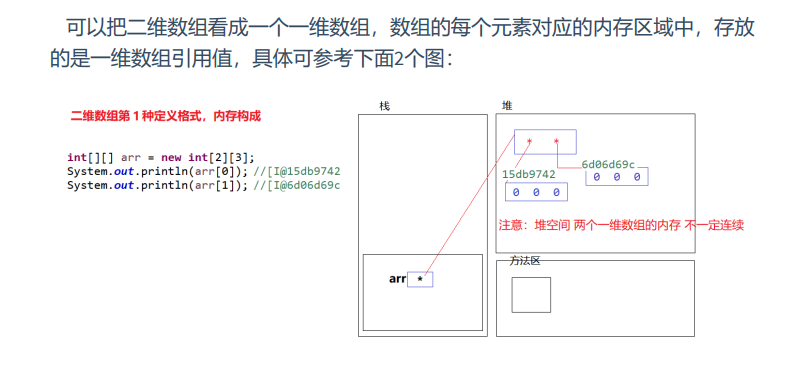 可以把二维数组看成一个一维数组，数组的每个元素对应的内存区域中，存放
的是一维数组引用值，具体可参考下面2个图：
二维数组第1种定义格式，内存构成
int[][] arr = new int[2][3];
System.out.println(arr[0]); //[I@15db9742
System.out.println(arr[1]); //[I@6d06d69c
栈
arr *
堆
* *
6d06d69c
0 0 0
15db9742
0 0 0
注意：堆空间 两个一维数组的内存 不一定连续
方法区